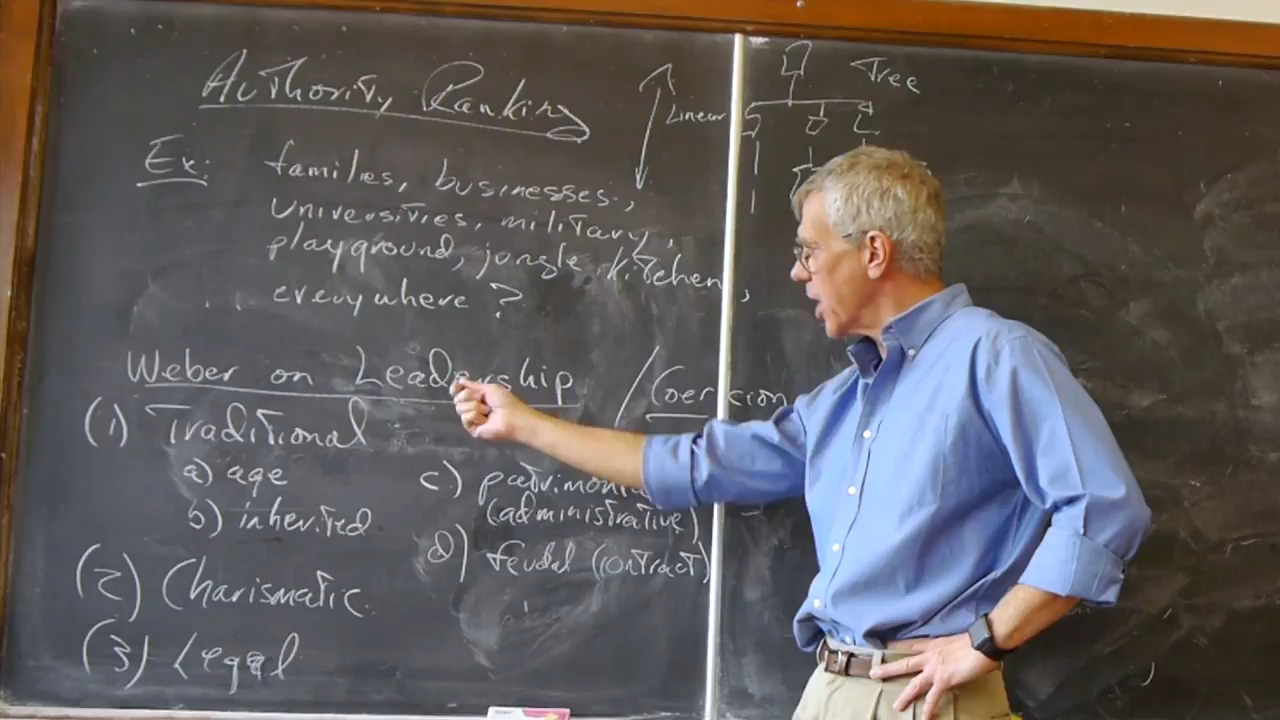 Authority Ranking
Linear
Tree
Ex: families, businesses,
universities, military,
playground, jungle, kitchen,
everywhere?
Weber on Leadership / Coercion
(1) Traditional
a) age
b) inherited
c) patrimonial
(administrative)
d) feudal (contract)
(2) Charismatic
(3) Legal